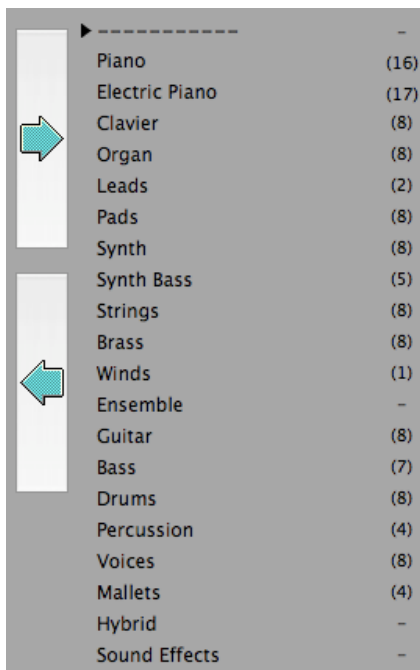 ------------ –
Piano (16)
Electric Piano (17)
Clavier (8)
Organ (8)
Leads (2)
Pads (8)
Synth (8)
Synth Bass (5)
Strings (8)
Brass (8)
Winds (1)
Ensemble –
Guitar (8)
Bass (7)
Drums (8)
Percussion (4)
Voices (8)
Mallets (4)
Hybrid –
Sound Effects –